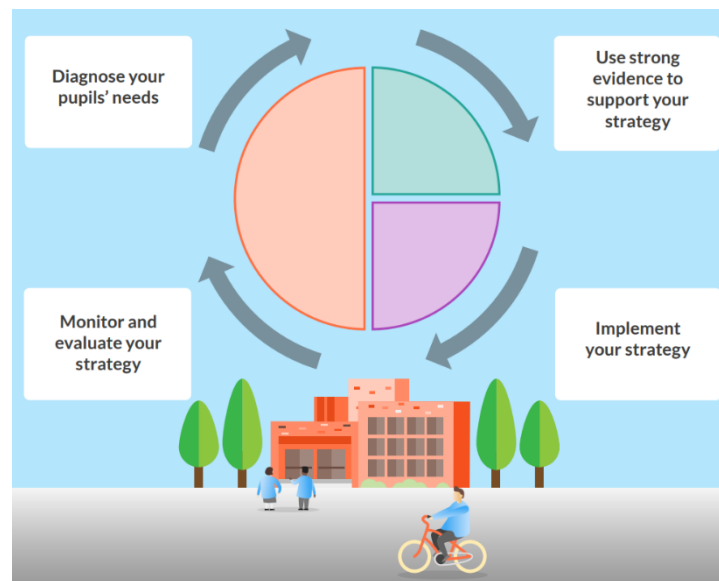 Diagnose your
pupils' needs
Use strong
evidence to
support your
strategy
Implement
your strategy
Monitor and
evaluate your
strategy